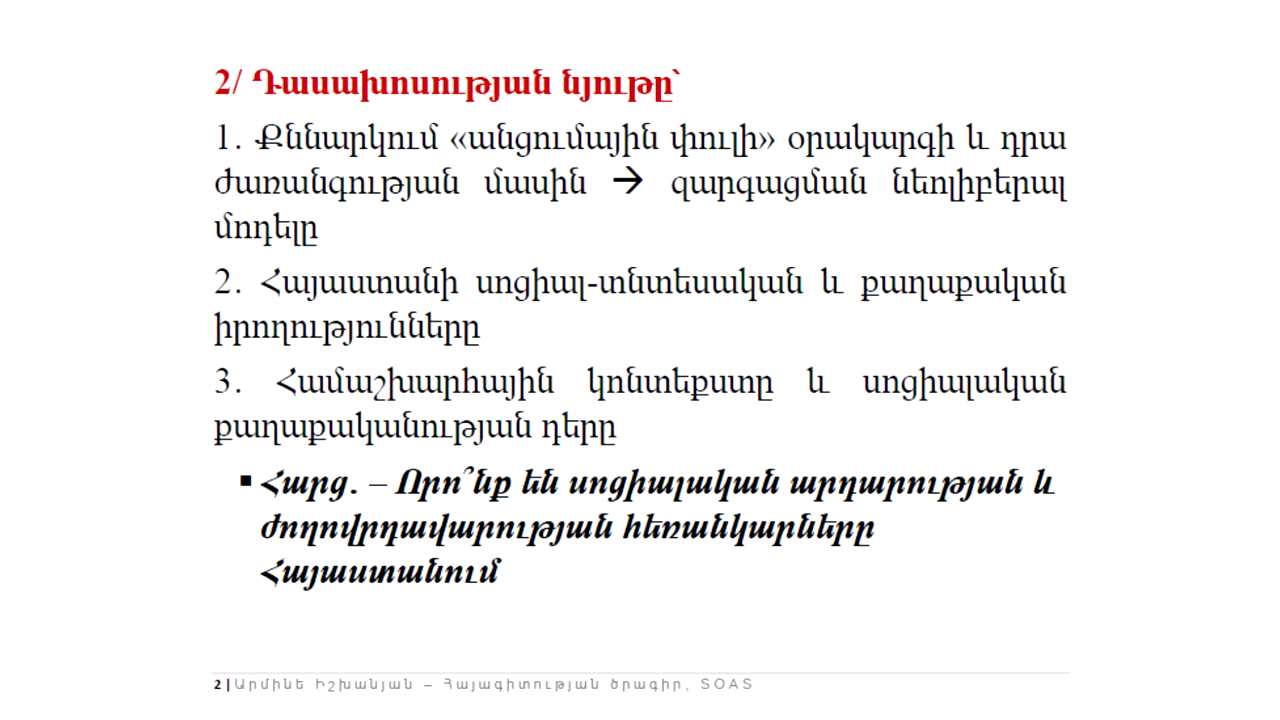 2/ Դասախոսության նյութը՝
1. Քննարկում «անցումային փուլի» օրակարգի և դրա
ժառանգության մասին → զարգացման նեոլիբերալ
մոդելը
2. Հայաստանի սոցիալ-տնտեսական և քաղաքական
իրողությունները
3. Համաշխարհային կոնտեքստը և սոցիալական
քաղաքականության դերը
▪ Հարց. – Որո՞նք են սոցիալական արդարության և
ժողովրդավարության հեռանկարները
Հայաստանում
2 | Արմինե Իշխանյան – Հայագիտության ծրագիր, SOAS